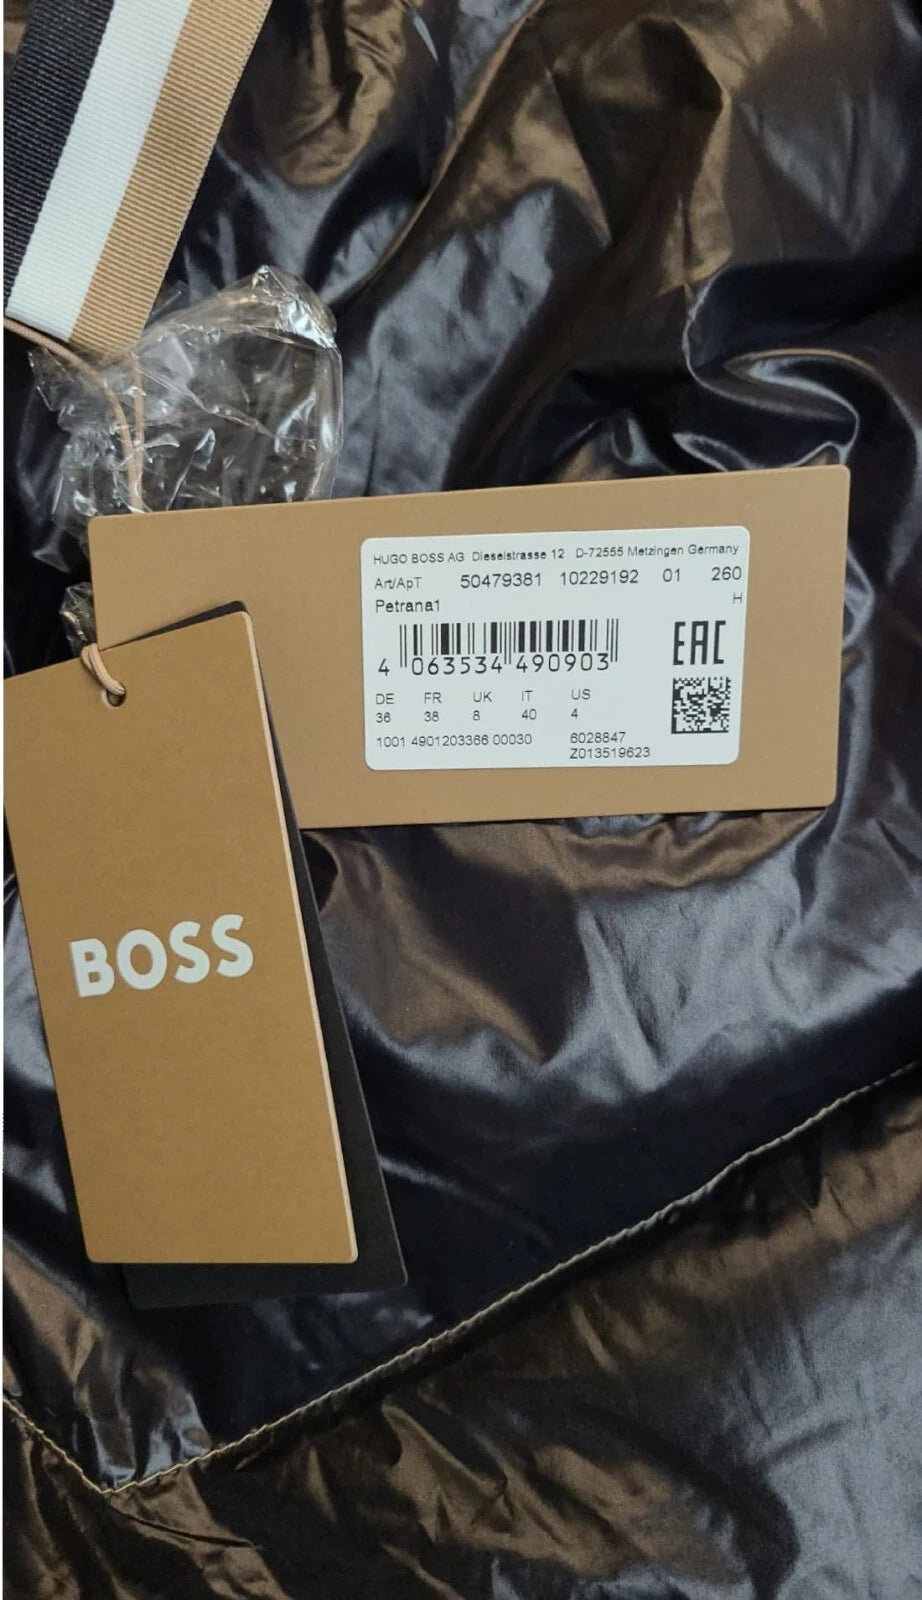 HUGO BOSS AG Dieselstrasse 12 D-72555 Metzingen Germany
Art/ApT 50479381 10229192 01 260
Petrana1 H
EAC
4 063534 490903
DE FR UK IT US
36 38 8 40 4
1001 4901203366 00030 6028847
Z013519623
BOSS